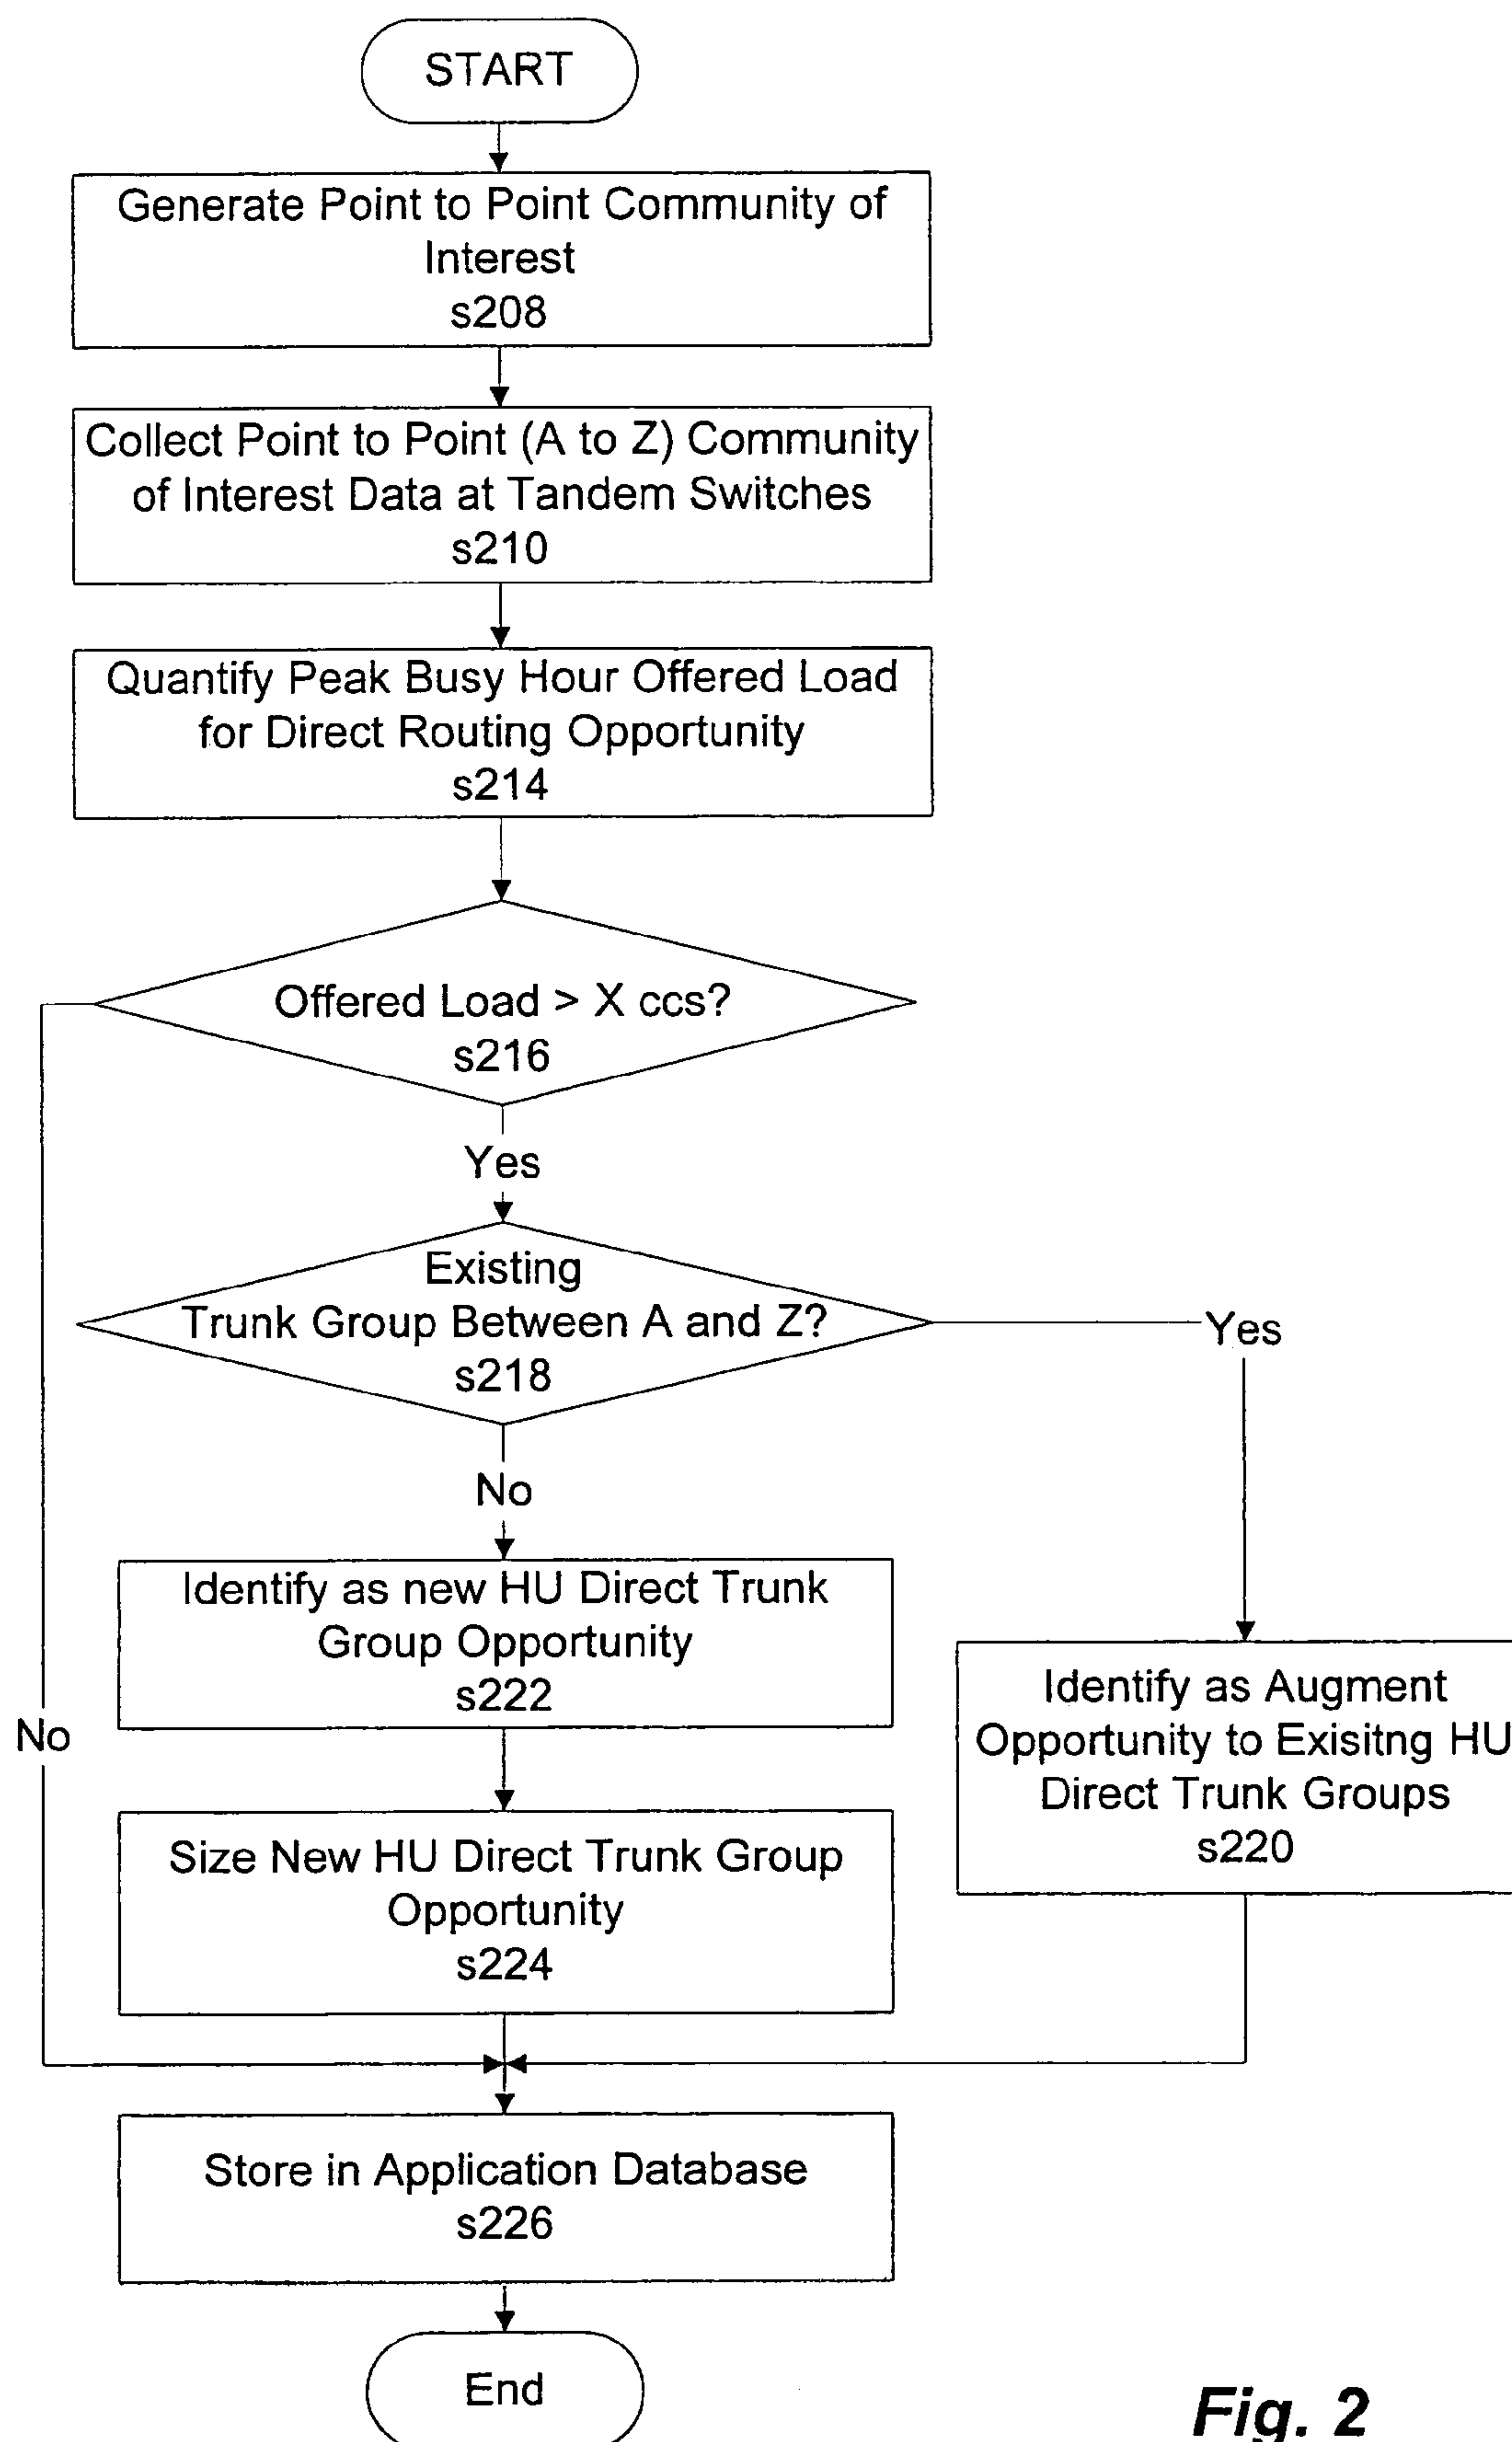 START
Generate Point to Point Community of
Interest
s208
Collect Point to Point (A to Z) Community
of Interest Data at Tandem Switches
s210
Quantify Peak Busy Hour Offered Load
for Direct Routing Opportunity
s214
Offered Load > X ccs?
s216
Yes
Existing
Trunk Group Between A and Z?
s218
Yes
No
Identify as new HU Direct Trunk
Group Opportunity
s222
Identify as Augment
Opportunity to Exisitng HU
Direct Trunk Groups
s220
No
Size New HU Direct Trunk Group
Opportunity
s224
Store in Application Database
s226
End
Fig. 2